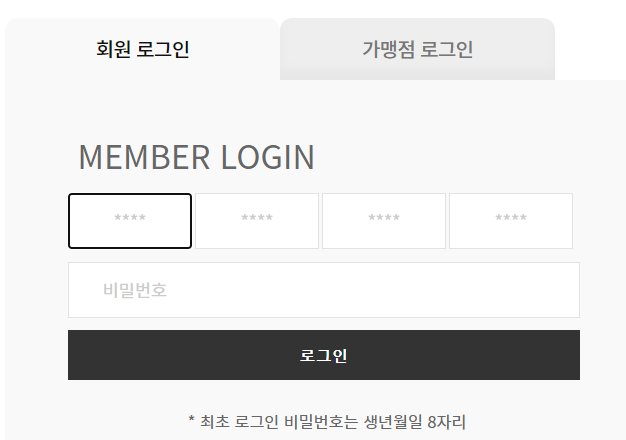 회원 로그인 가맹점 로그인
MEMBER LOGIN
**** **** **** ****
비밀번호
로그인
* 최초 로그인 비밀번호는 생년월일 8자리